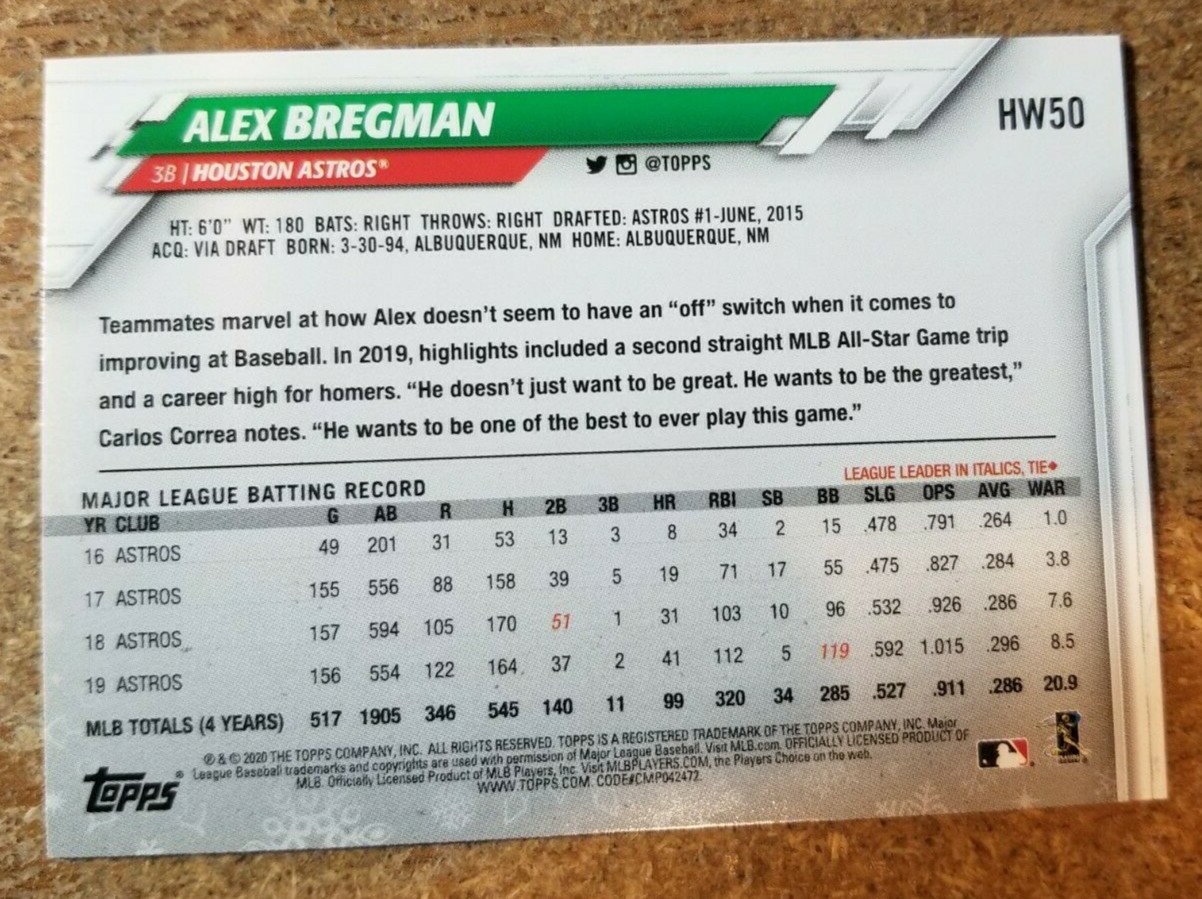 ALEX BREGMAN
HW50
3B | HOUSTON ASTROS®
@TOPPS
HT: 6'0" WT: 180 BATS: RIGHT THROWS: RIGHT DRAFTED: ASTROS #1-JUNE, 2015
ACQ: VIA DRAFT BORN: 3-30-94, ALBUQUERQUE, NM HOME: ALBUQUERQUE, NM
Teammates marvel at how Alex doesn't seem to have an "off" switch when it comes to
improving at Baseball. In 2019, highlights included a second straight MLB All-Star Game trip
and a career high for homers. "He doesn't just want to be great. He wants to be the greatest,"
Carlos Correa notes. "He wants to be one of the best to ever play this game."
MAJOR LEAGUE BATTING RECORD
LEAGUE LEADER IN ITALICS, TIE◆
YR CLUB G AB R H 2B 3B HR RBI SB BB SLG OPS AVG WAR
16 ASTROS 49 201 31 53 13 3 8 34 2 15 .478 .791 .264 1.0
17 ASTROS 155 556 88 158 39 5 19 71 17 55 .475 .827 .284 3.8
18 ASTROS 157 594 105 170 51 1 31 103 10 96 .532 .926 .286 7.6
19 ASTROS 156 554 122 164 37 2 41 112 5 119 .592 1.015 .296 8.5
MLB TOTALS (4 YEARS) 517 1905 346 545 140 11 99 320 34 285 .527 .911 .286 20.9
® & © 2020 THE TOPPS COMPANY, INC. ALL RIGHTS RESERVED. TOPPS IS A REGISTERED TRADEMARK OF THE TOPPS COMPANY, INC. Major
League Baseball trademarks and copyrights are used with permission of Major League Baseball. Visit MLB.com. OFFICIALLY LICENSED PRODUCT OF
MLB. Officially Licensed Product of MLB Players, Inc. Visit MLBPLAYERS.COM, the Players Choice on the web.
WWW.TOPPS.COM. CODE#CMP042472.
Topps®